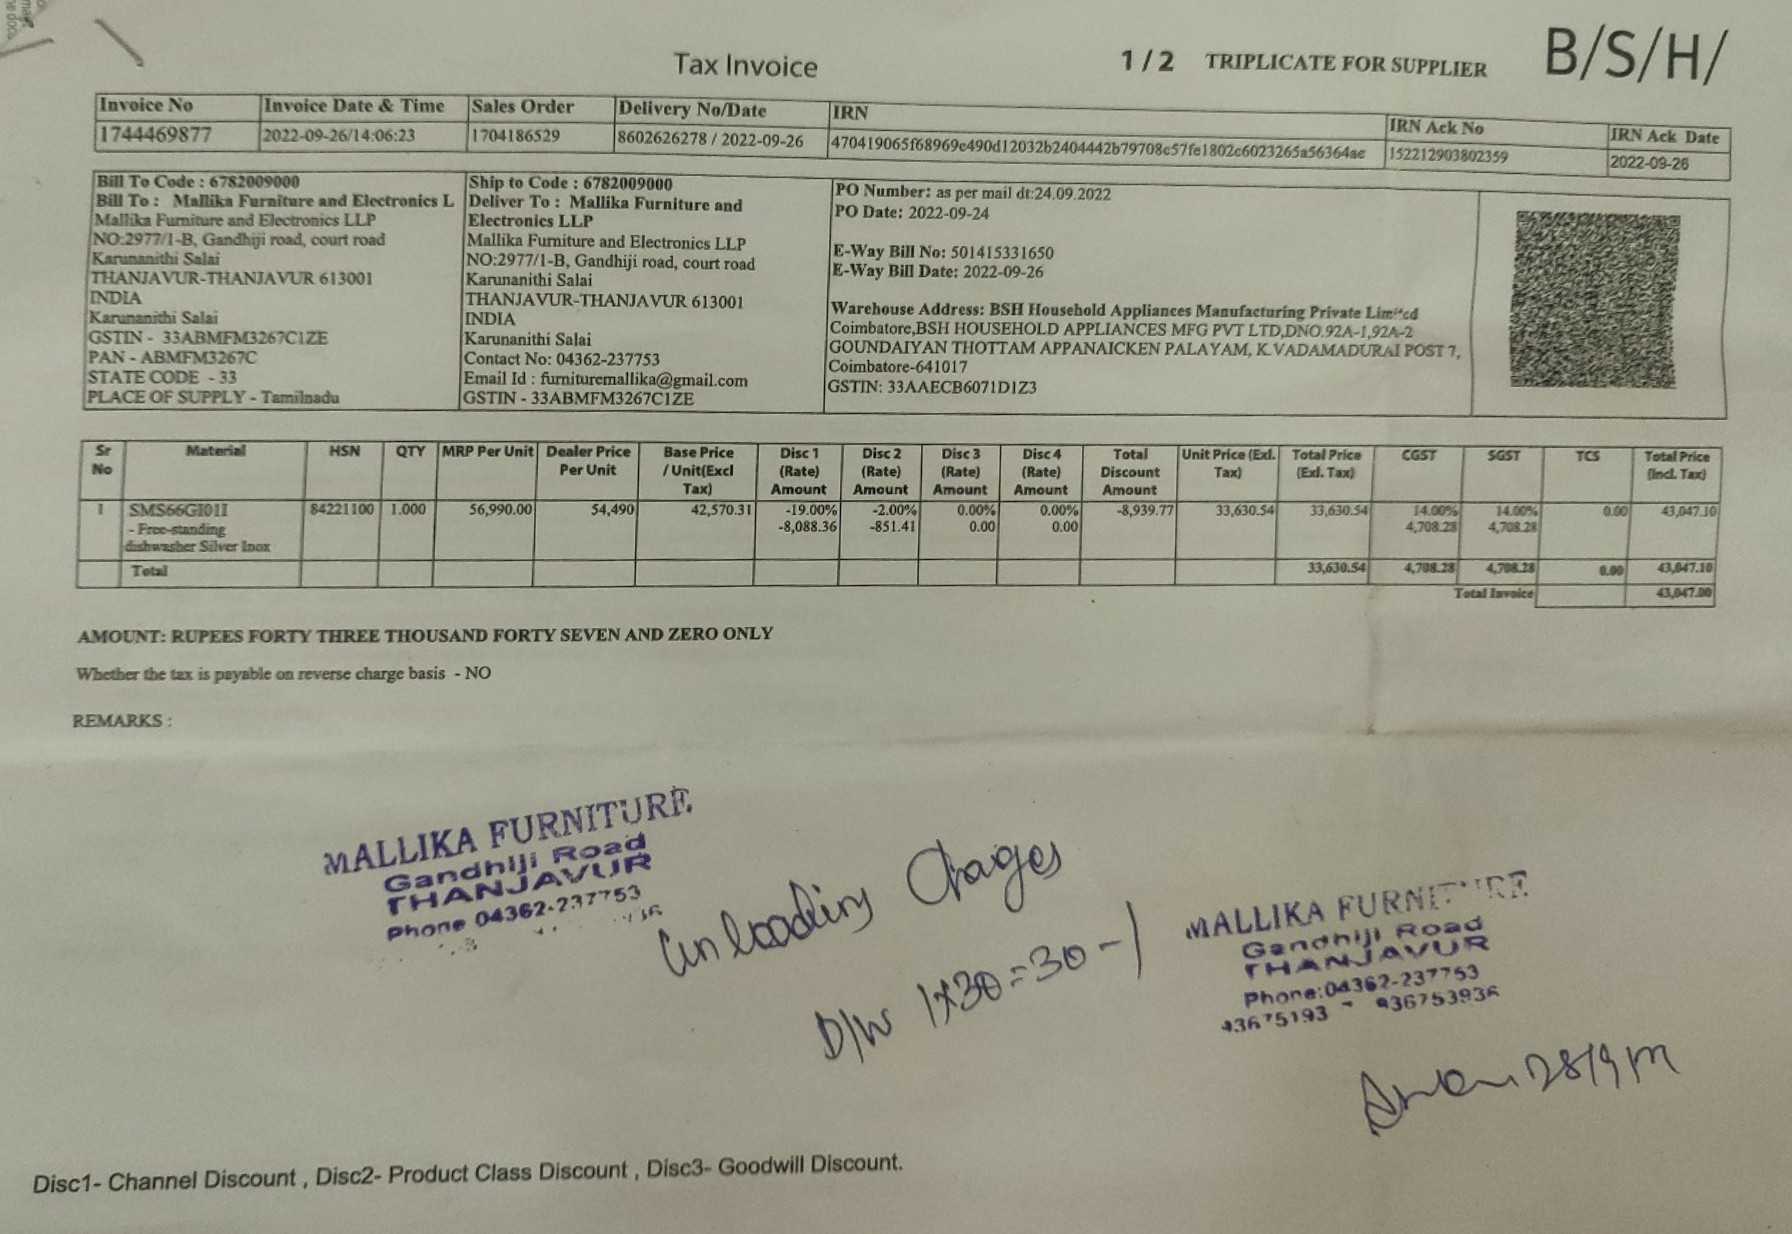 Tax Invoice
1 / 2 TRIPLICATE FOR SUPPLIER
B/S/H/
Invoice No Invoice Date & Time Sales Order Delivery No/Date IRN IRN Ack No IRN Ack Date
1744469877 2022-09-26/14:06:23 1704186529 8602626278 / 2022-09-26 470419065f68969c490d12032b2404442b79708c57fe1802c6023265a56364ae 152212903802359 2022-09-26
Bill To Code : 6782009000
Bill To : Mallika Furniture and Electronics L
Mallika Furniture and Electronics LLP
NO:2977/1-B, Gandhiji road, court road
Karunanithi Salai
THANJAVUR-THANJAVUR 613001
INDIA
Karunanithi Salai
GSTIN - 33ABMFM3267C1ZE
PAN - ABMFM3267C
STATE CODE - 33
PLACE OF SUPPLY - Tamilnadu
Ship to Code : 6782009000
Deliver To : Mallika Furniture and
Electronics LLP
Mallika Furniture and Electronics LLP
NO:2977/1-B, Gandhiji road, court road
Karunanithi Salai
THANJAVUR-THANJAVUR 613001
INDIA
Karunanithi Salai
Contact No: 04362-237753
Email Id : furnituremallika@gmail.com
GSTIN - 33ABMFM3267C1ZE
PO Number: as per mail dt:24.09.2022
PO Date: 2022-09-24
E-Way Bill No: 501415331650
E-Way Bill Date: 2022-09-26
Warehouse Address: BSH Household Appliances Manufacturing Private Limited
Coimbatore,BSH HOUSEHOLD APPLIANCES MFG PVT LTD,DNO.92A-1,92A-2
GOUNDAIYAN THOTTAM APPANAICKEN PALAYAM, K.VADAMADURAI POST 7,
Coimbatore-641017
GSTIN: 33AAECB6071D1Z3
Sr Material HSN QTY MRP Per Unit Dealer Price Base Price Disc 1 Disc 2 Disc 3 Disc 4 Total Unit Price (Exl. Total Price CGST SGST TCS Total Price
No Per Unit / Unit(Excl (Rate) (Rate) (Rate) (Rate) Discount Tax) (Exl. Tax) (Incl. Tax)
Tax) Amount Amount Amount Amount Amount
1 SMS66GI01I 84221100 1.000 56,990.00 54,490 42,570.31 -19.00% -2.00% 0.00% 0.00% -8,939.77 33,630.54 33,630.54 14.00% 14.00% 0.00 43,047.10
- Free-standing -8,088.36 -851.41 0.00 0.00 4,708.28 4,708.28
dishwasher Silver Inox
Total 33,630.54 4,708.28 4,708.28 0.00 43,047.10
Total Invoice 43,047.00
AMOUNT: RUPEES FORTY THREE THOUSAND FORTY SEVEN AND ZERO ONLY
Whether the tax is payable on reverse charge basis - NO
REMARKS :
MALLIKA FURNITURE
Gandhiji Road
THANJAVUR
Phone 04362-237753
Unloading Chages
D/W 1x30=30-/
MALLIKA FURNITURE
Gandhiji Road
THANJAVUR
Phone:04362-237753
936753936
28/9
Disc1- Channel Discount , Disc2- Product Class Discount , Disc3- Goodwill Discount.